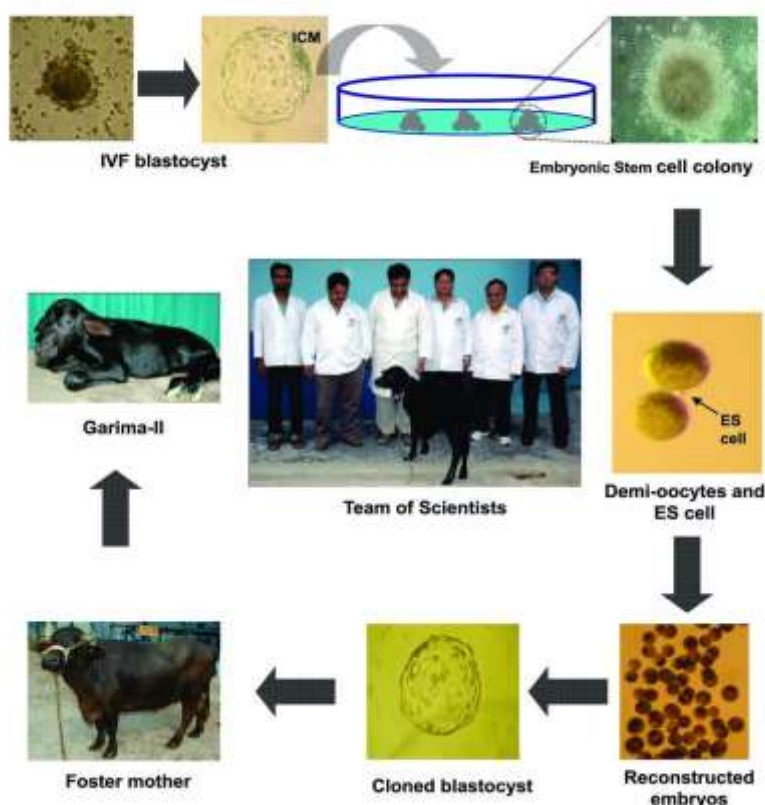 ICM
IVF blastocyst
Embryonic Stem cell colony
Garima-II
Team of Scientists
ES
cell
Demi-oocytes and
ES cell
Foster mother
Cloned blastocyst
Reconstructed
embryos